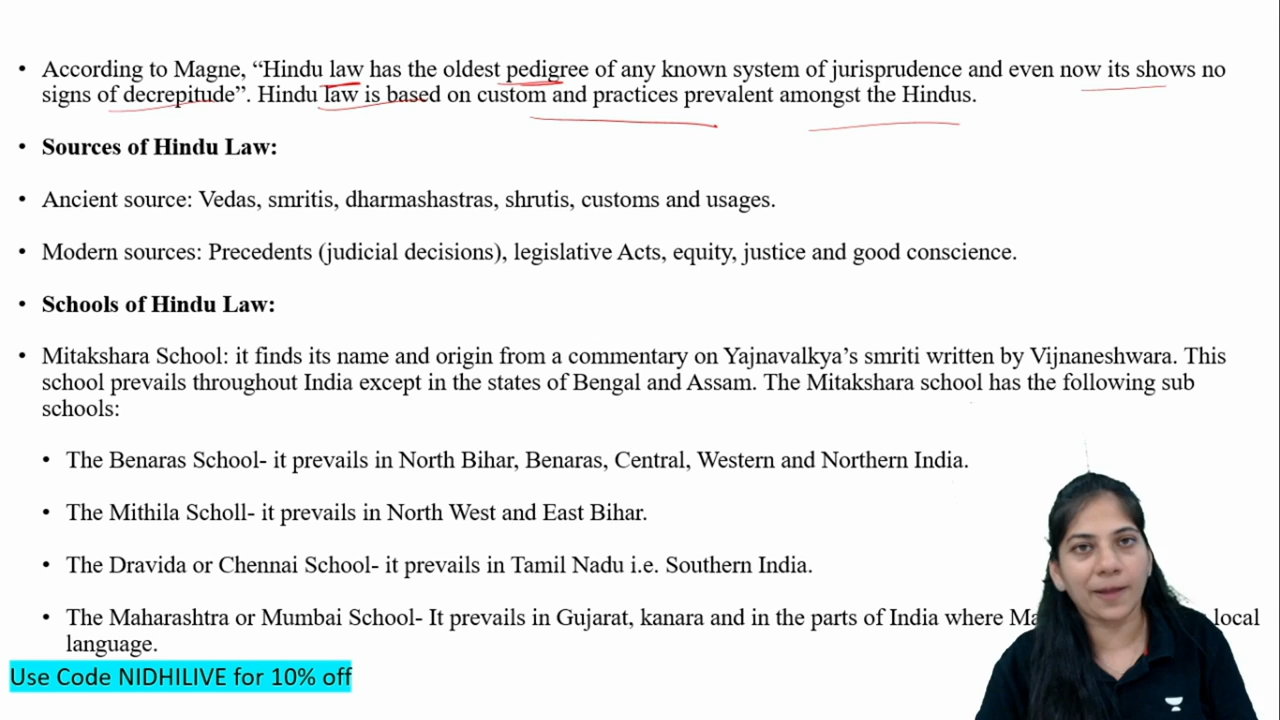 • According to Magne, “Hindu law has the oldest pedigree of any known system of jurisprudence and even now its shows no
signs of decrepitude”. Hindu law is based on custom and practices prevalent amongst the Hindus.
• Sources of Hindu Law:
• Ancient source: Vedas, smritis, dharmashastras, shrutis, customs and usages.
• Modern sources: Precedents (judicial decisions), legislative Acts, equity, justice and good conscience.
• Schools of Hindu Law:
• Mitakshara School: it finds its name and origin from a commentary on Yajnavalkya’s smriti written by Vijnaneshwara. This
school prevails throughout India except in the states of Bengal and Assam. The Mitakshara school has the following sub
schools:
• The Benaras School- it prevails in North Bihar, Benaras, Central, Western and Northern India.
• The Mithila Scholl- it prevails in North West and East Bihar.
• The Dravida or Chennai School- it prevails in Tamil Nadu i.e. Southern India.
• The Maharashtra or Mumbai School- It prevails in Gujarat, kanara and in the parts of India where local
language.
Use Code NIDHILIVE for 10% off